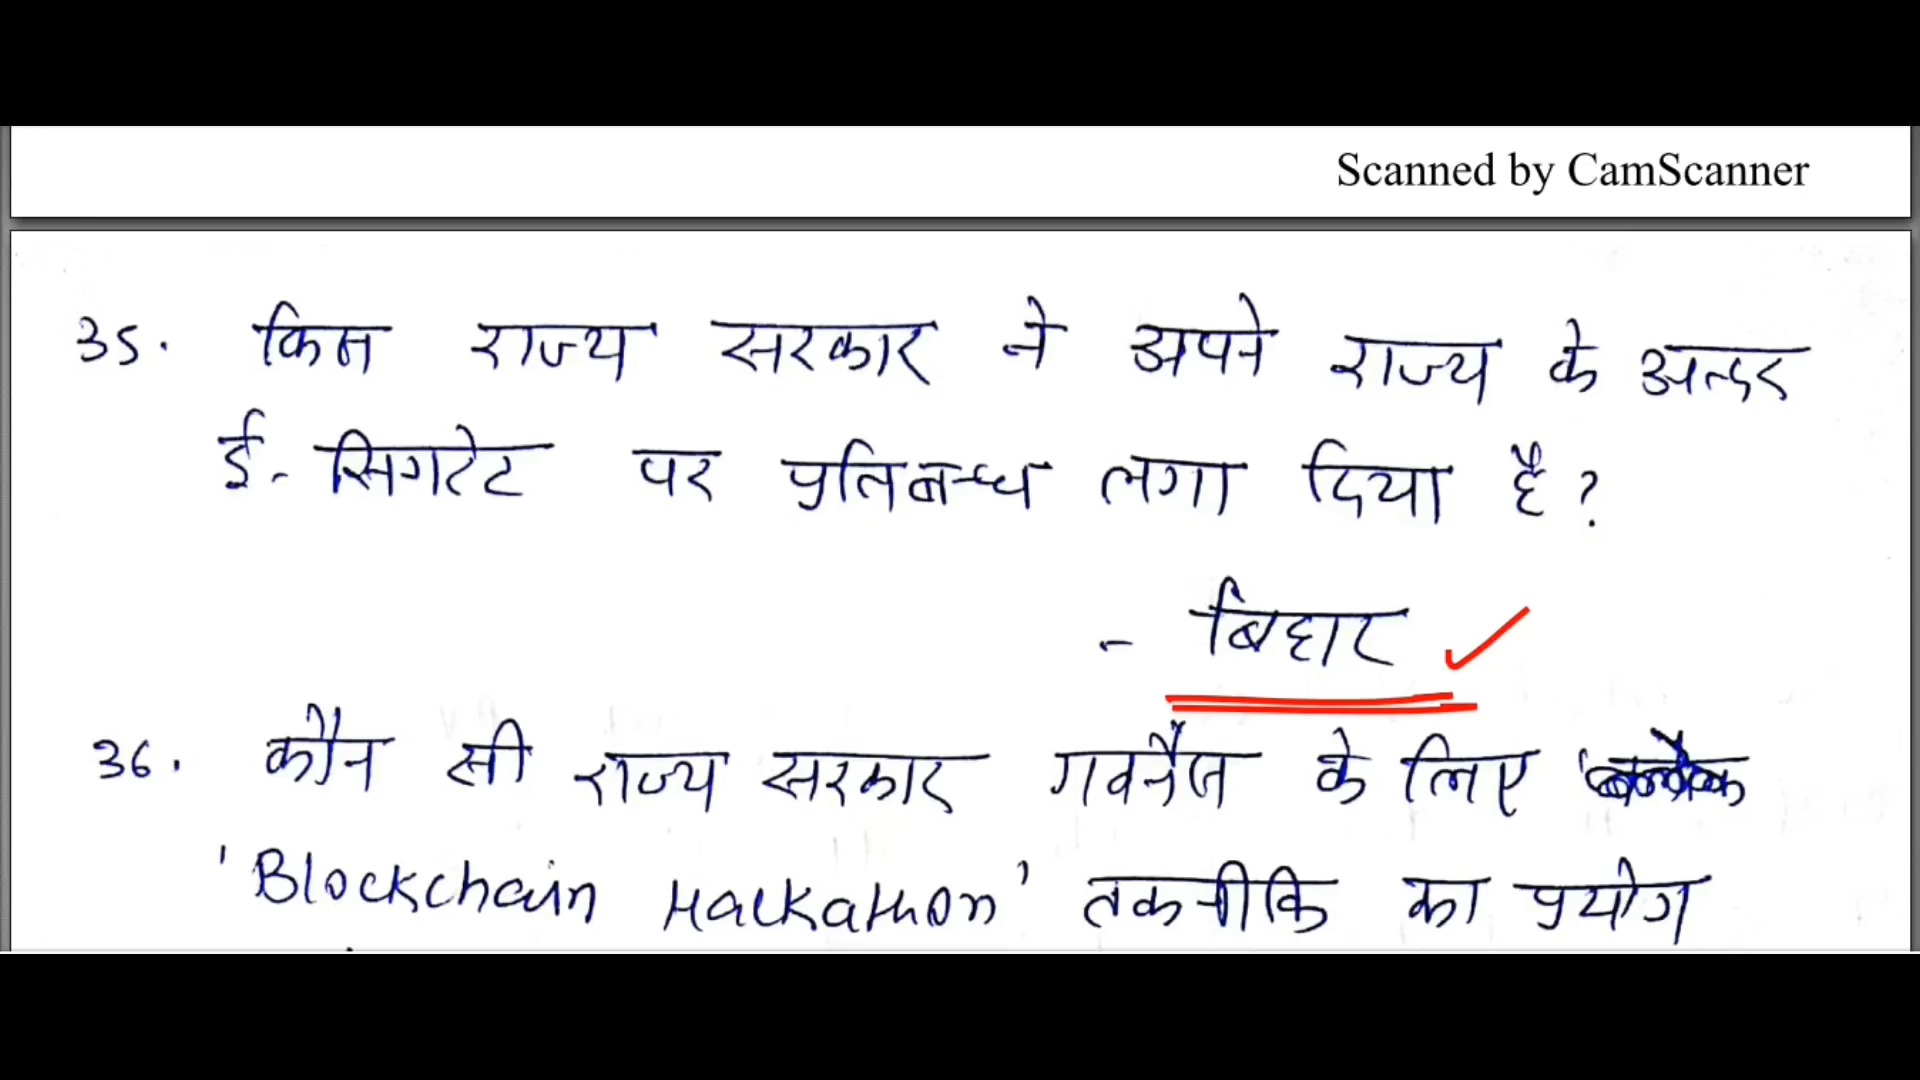 Scanned by CamScanner
35. किस राज्य सरकार ने अपने राज्य के अन्दर
ई- सिगरेट पर प्रतिबन्ध लगा दिया है?
- बिहार
36. कौन सी राज्य सरकार गवर्नेंस के लिए
'Blockchain Hackathon' तकनीकि का प्रयोग